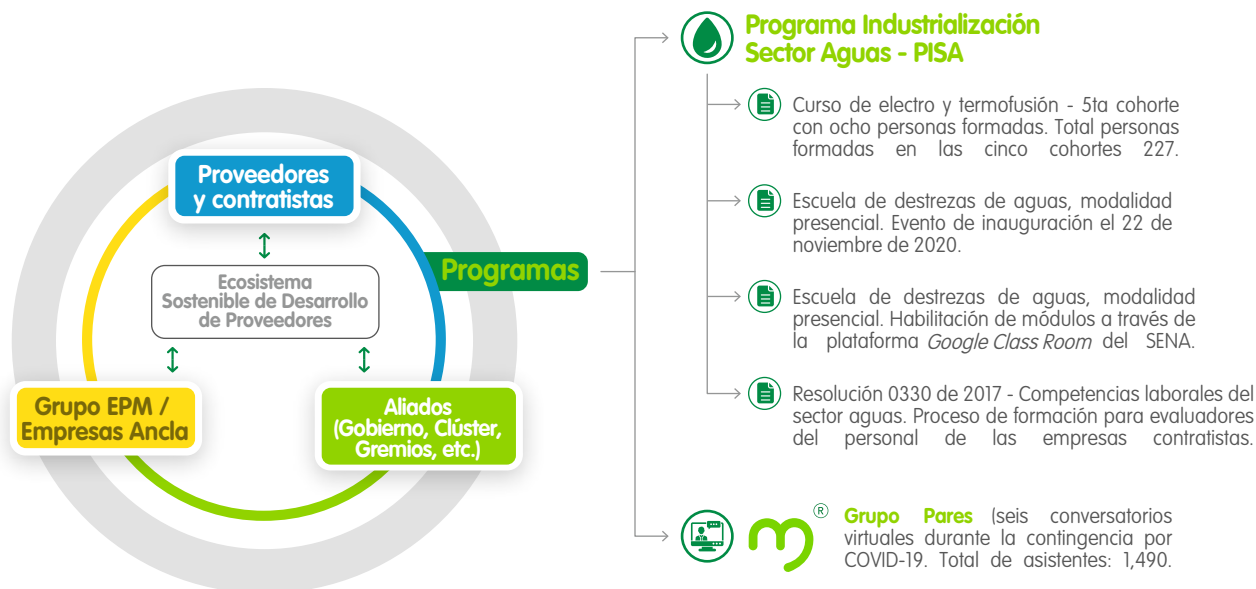 Proveedores
y contratistas
Ecosistema
Sostenible de Desarrollo
de Proveedores
Grupo EPM /
Empresas Ancla
Aliados
(Gobierno, Clúster,
Gremios, etc.)
Programas
Programa Industrialización
Sector Aguas - PISA
Curso de electro y termofusión - 5ta cohorte
con ocho personas formadas. Total personas
formadas en las cinco cohortes 227.
Escuela de destrezas de aguas, modalidad
presencial. Evento de inauguración el 22 de
noviembre de 2020.
Escuela de destrezas de aguas, modalidad
presencial. Habilitación de módulos a través de
la plataforma Google Class Room del SENA.
Resolución 0330 de 2017 - Competencias laborales del
sector aguas. Proceso de formación para evaluadores
del personal de las empresas contratistas.
®
Grupo Pares (seis conversatorios
virtuales durante la contingencia por
COVID-19. Total de asistentes: 1,490.